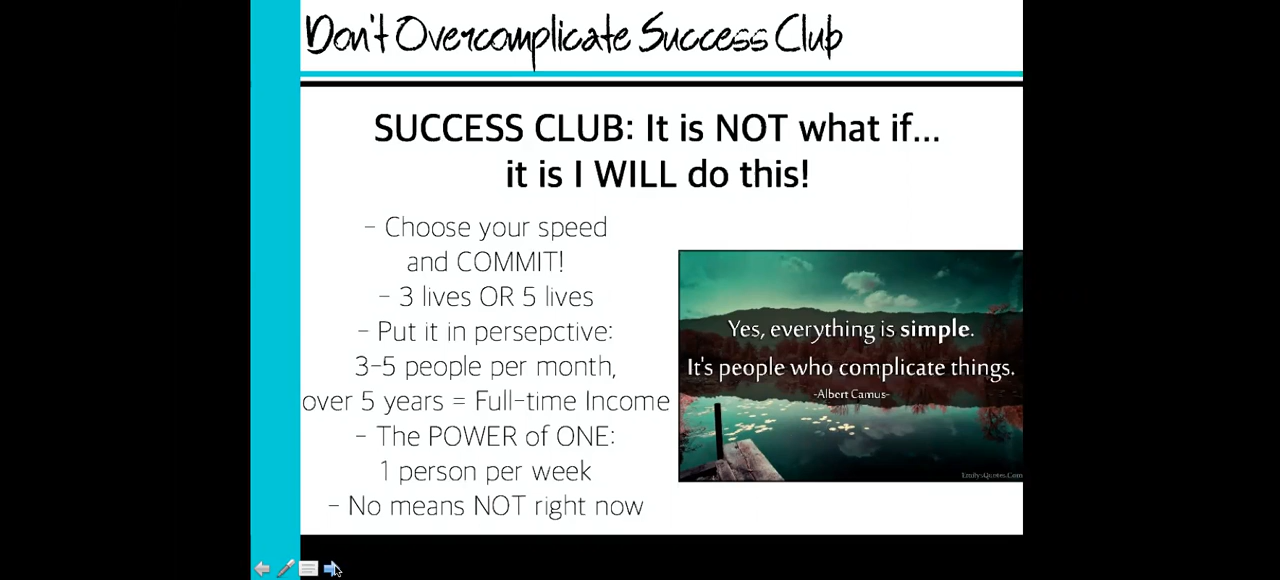 Don't Overcomplicate Success Club
SUCCESS CLUB: It is NOT what if...
it is I WILL do this!
- Choose your speed
and COMMIT!
- 3 lives OR 5 lives
- Put it in persepctive:
3-5 people per month,
over 5 years = Full-time Income
- The POWER of ONE:
1 person per week
- No means NOT right now
Yes, everything is simple.
It's people who complicate things.
-Albert Camus-
EmilysQuotes.Com